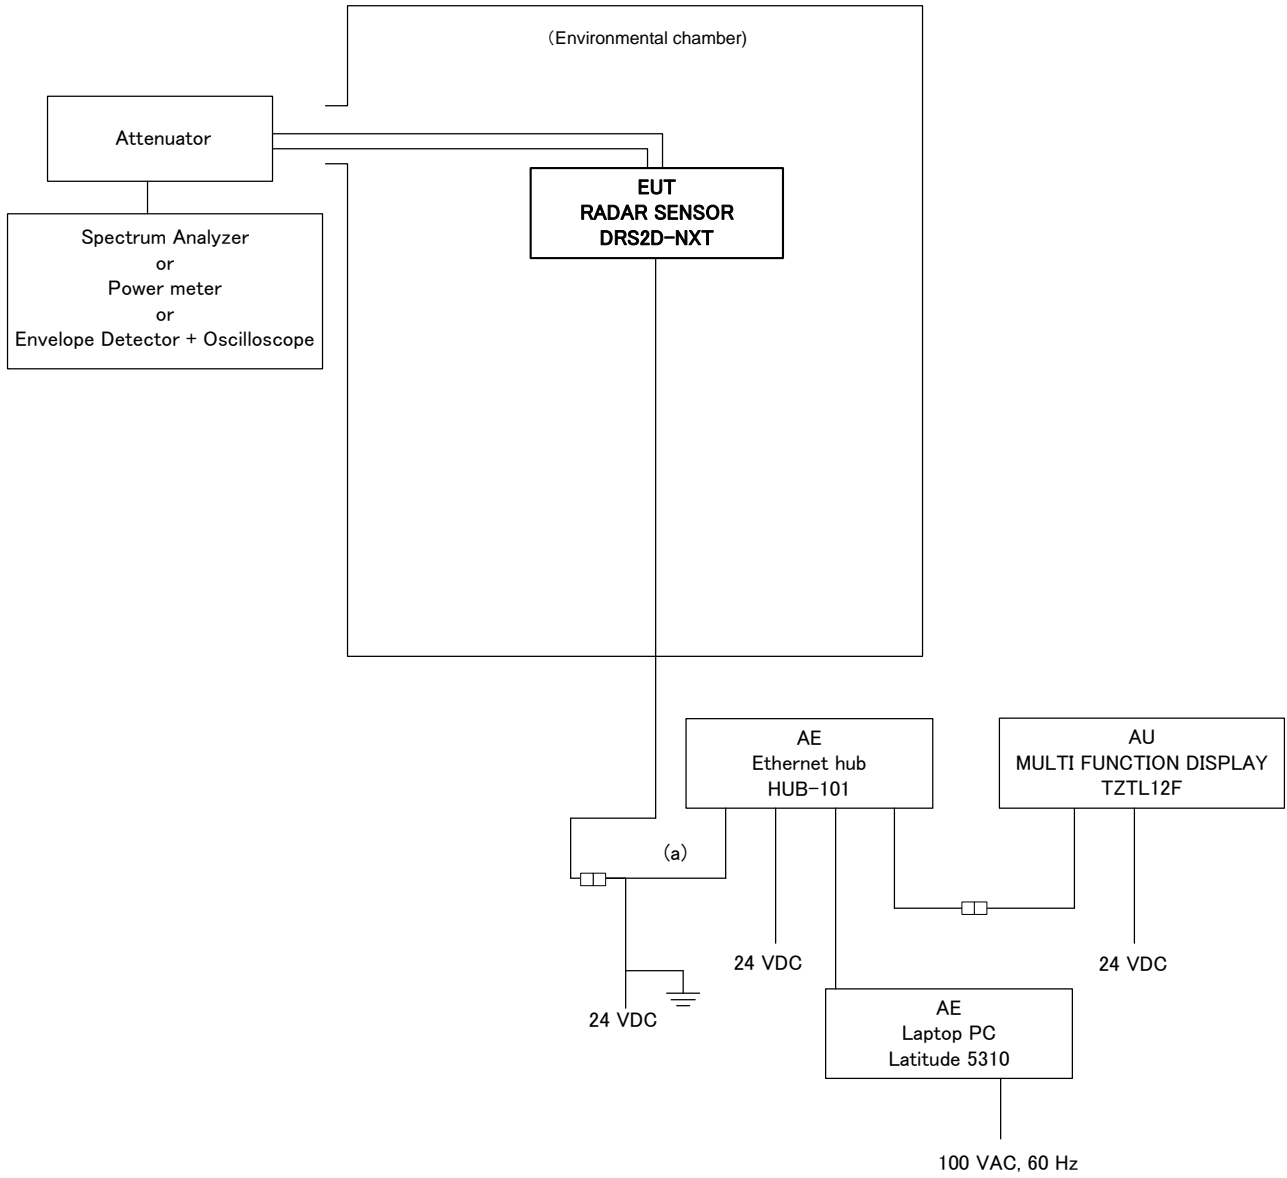 （Environmental chamber)
Attenuator
EUT
RADAR SENSOR
DRS2D-NXT
Spectrum Analyzer
or
Power meter
or
Envelope Detector + Oscilloscope
AE
Ethernet hub
HUB-101
AU
MULTI FUNCTION DISPLAY
TZTL12F
(a)
24 VDC
24 VDC
24 VDC
AE
Laptop PC
Latitude 5310
100 VAC, 60 Hz